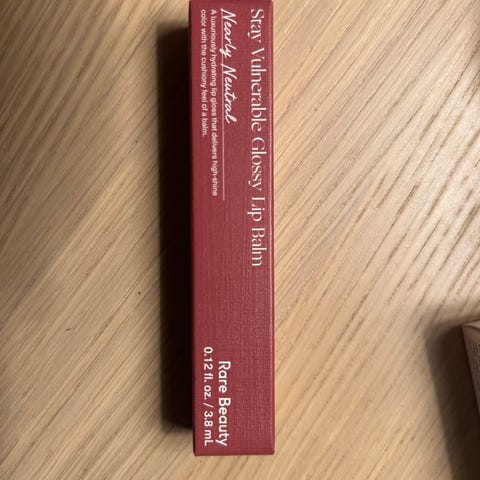 Stay Vulnerable Glossy Lip Balm
Nearly Neutral
A luxuriously hydrating lip gloss that delivers high-shine
color with the cushiony feel of a balm.
Rare Beauty
0.12 fl. oz. / 3.8 mL